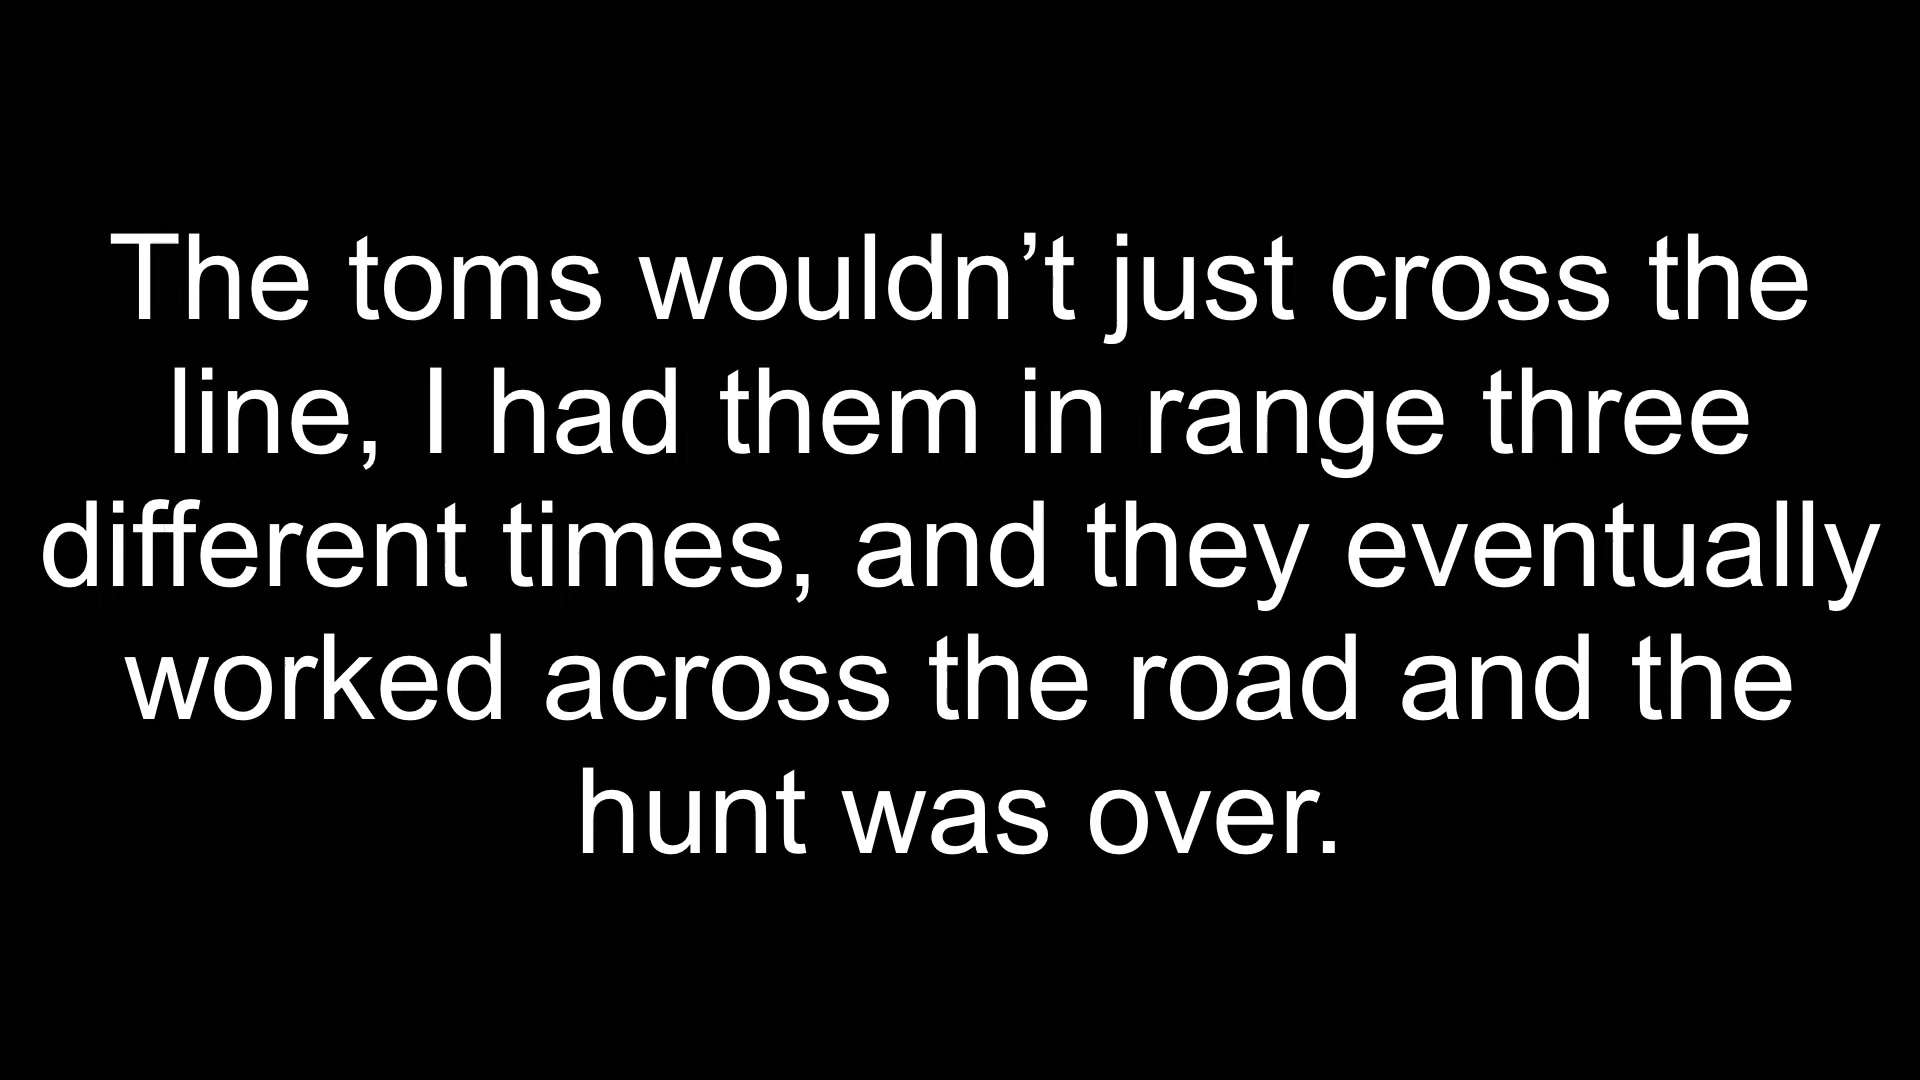 The toms wouldn’t just cross the
line, I had them in range three
different times, and they eventually
worked across the road and the
hunt was over.